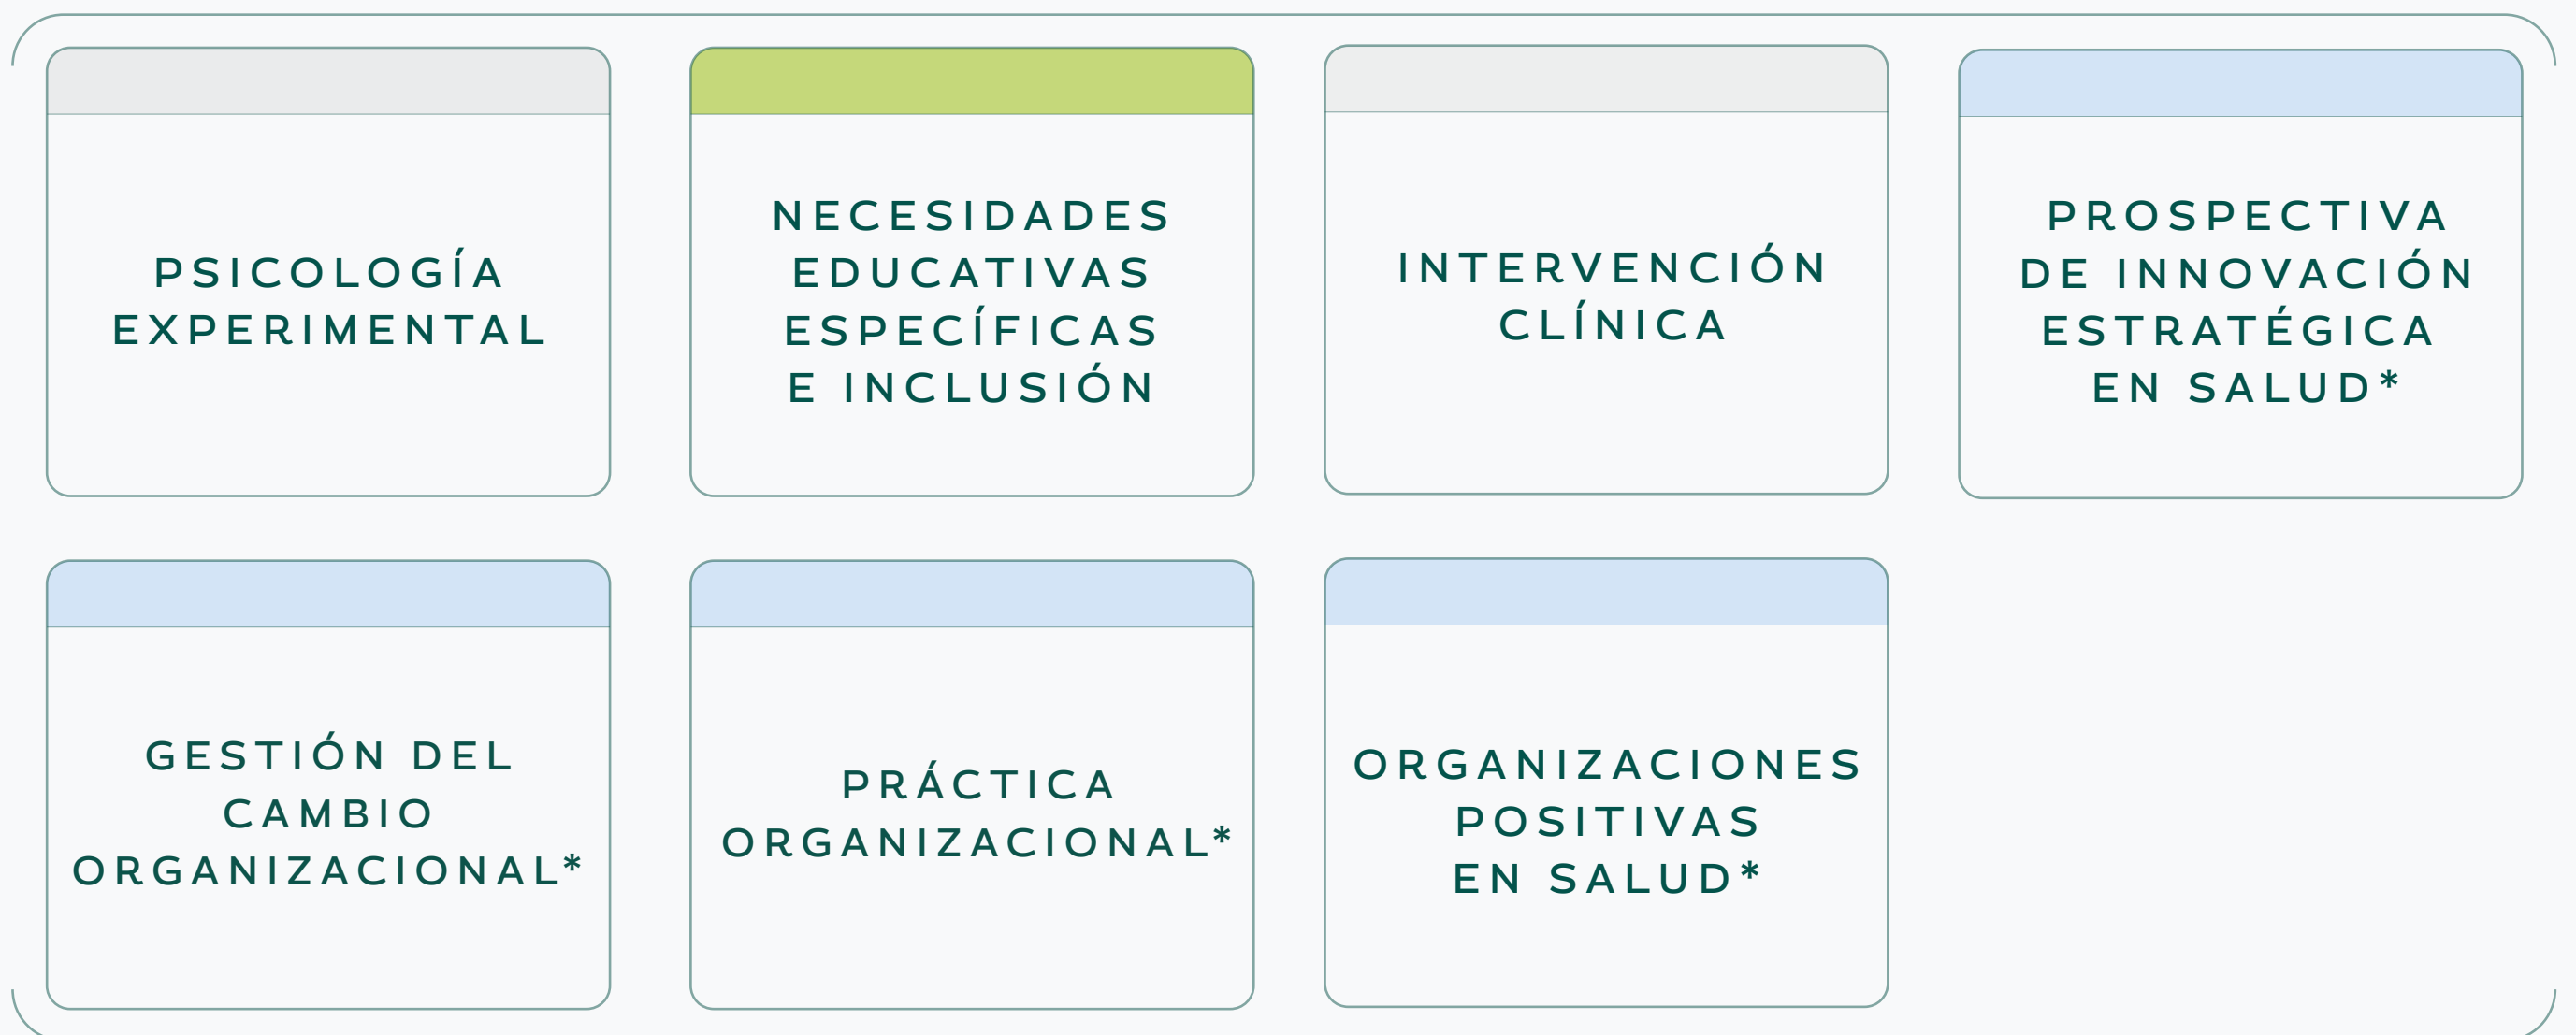 PSICOLOGÍA
EXPERIMENTAL
NECESIDADES
EDUCATIVAS
ESPECÍFICAS
E INCLUSIÓN
INTERVENCIÓN
CLÍNICA
PROSPECTIVA
DE INNOVACIÓN
ESTRATÉGICA
EN SALUD*
GESTIÓN DEL
CAMBIO
ORGANIZACIONAL*
PRÁCTICA
ORGANIZACIONAL*
ORGANIZACIONES
POSITIVAS
EN SALUD*